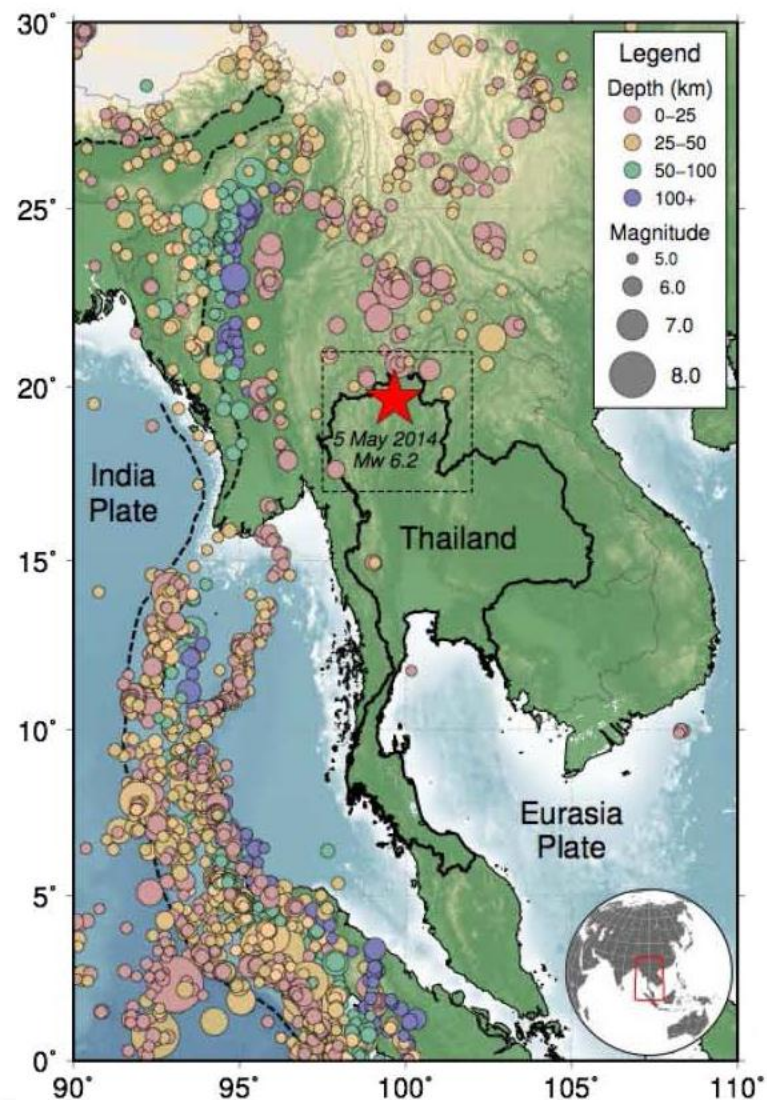 30°
25°
20°
15°
10°
5°
0°
90°
95°
100°
105°
110°
Legend
Depth (km)
0–25
25–50
50–100
100+
Magnitude
5.0
6.0
7.0
8.0
5 May 2014
Mw 6.2
India
Plate
Thailand
Eurasia
Plate